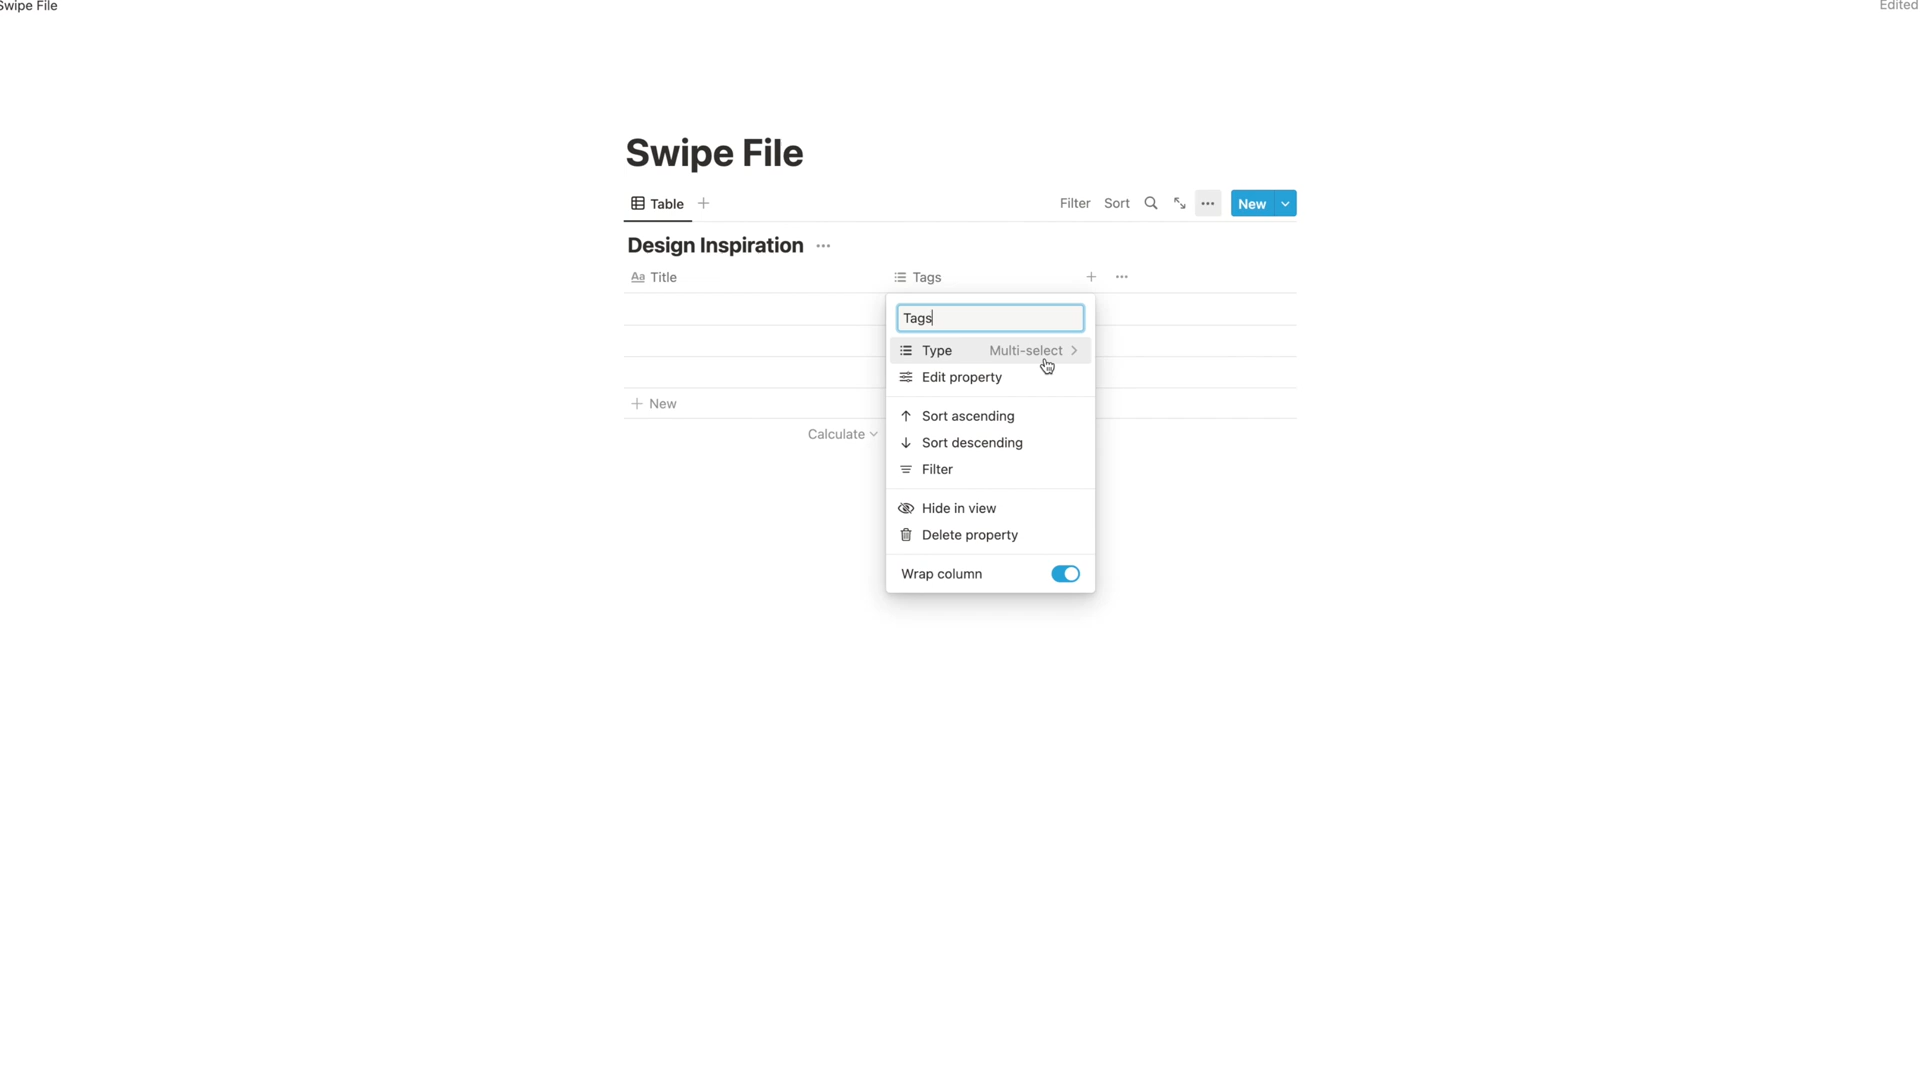 Swipe File
Edited
Swipe File
Table
Filter Sort
New
Design Inspiration
Aa Title
Tags
Tags
Type Multi-select
Edit property
New
Sort ascending
Calculate
Sort descending
Filter
Hide in view
Delete property
Wrap column